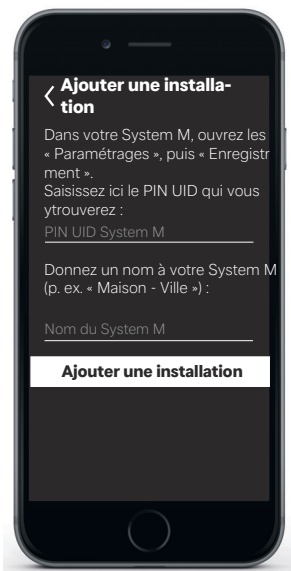 Ajouter une installa-
tion
Dans votre System M, ouvrez les
« Paramétrages », puis « Enregistr
ment ».
Saisissez ici le PIN UID qui vous
ytrouverez :
PIN UID System M
Donnez un nom à votre System M
(p. ex. « Maison - Ville ») :
Nom du System M
Ajouter une installation